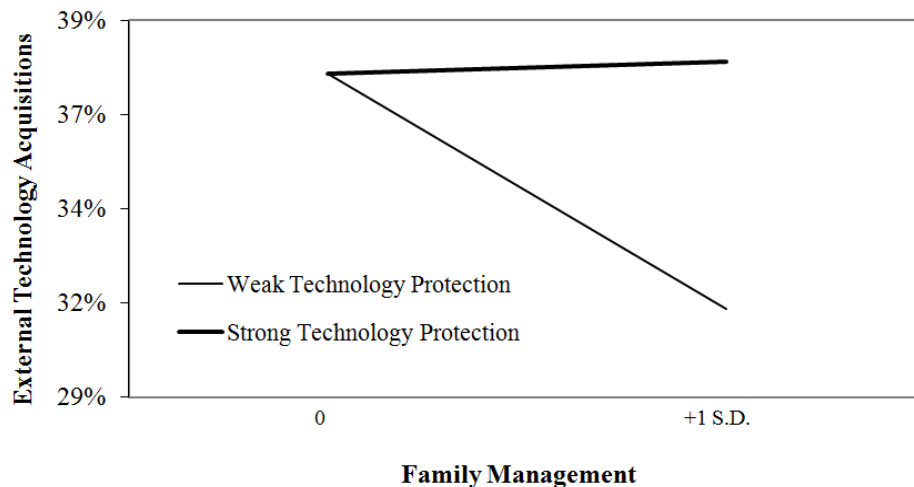 External Technology Acquisitions
39%
37%
34%
32%
29%
Weak Technology Protection
Strong Technology Protection
0
+1 S.D.
Family Management